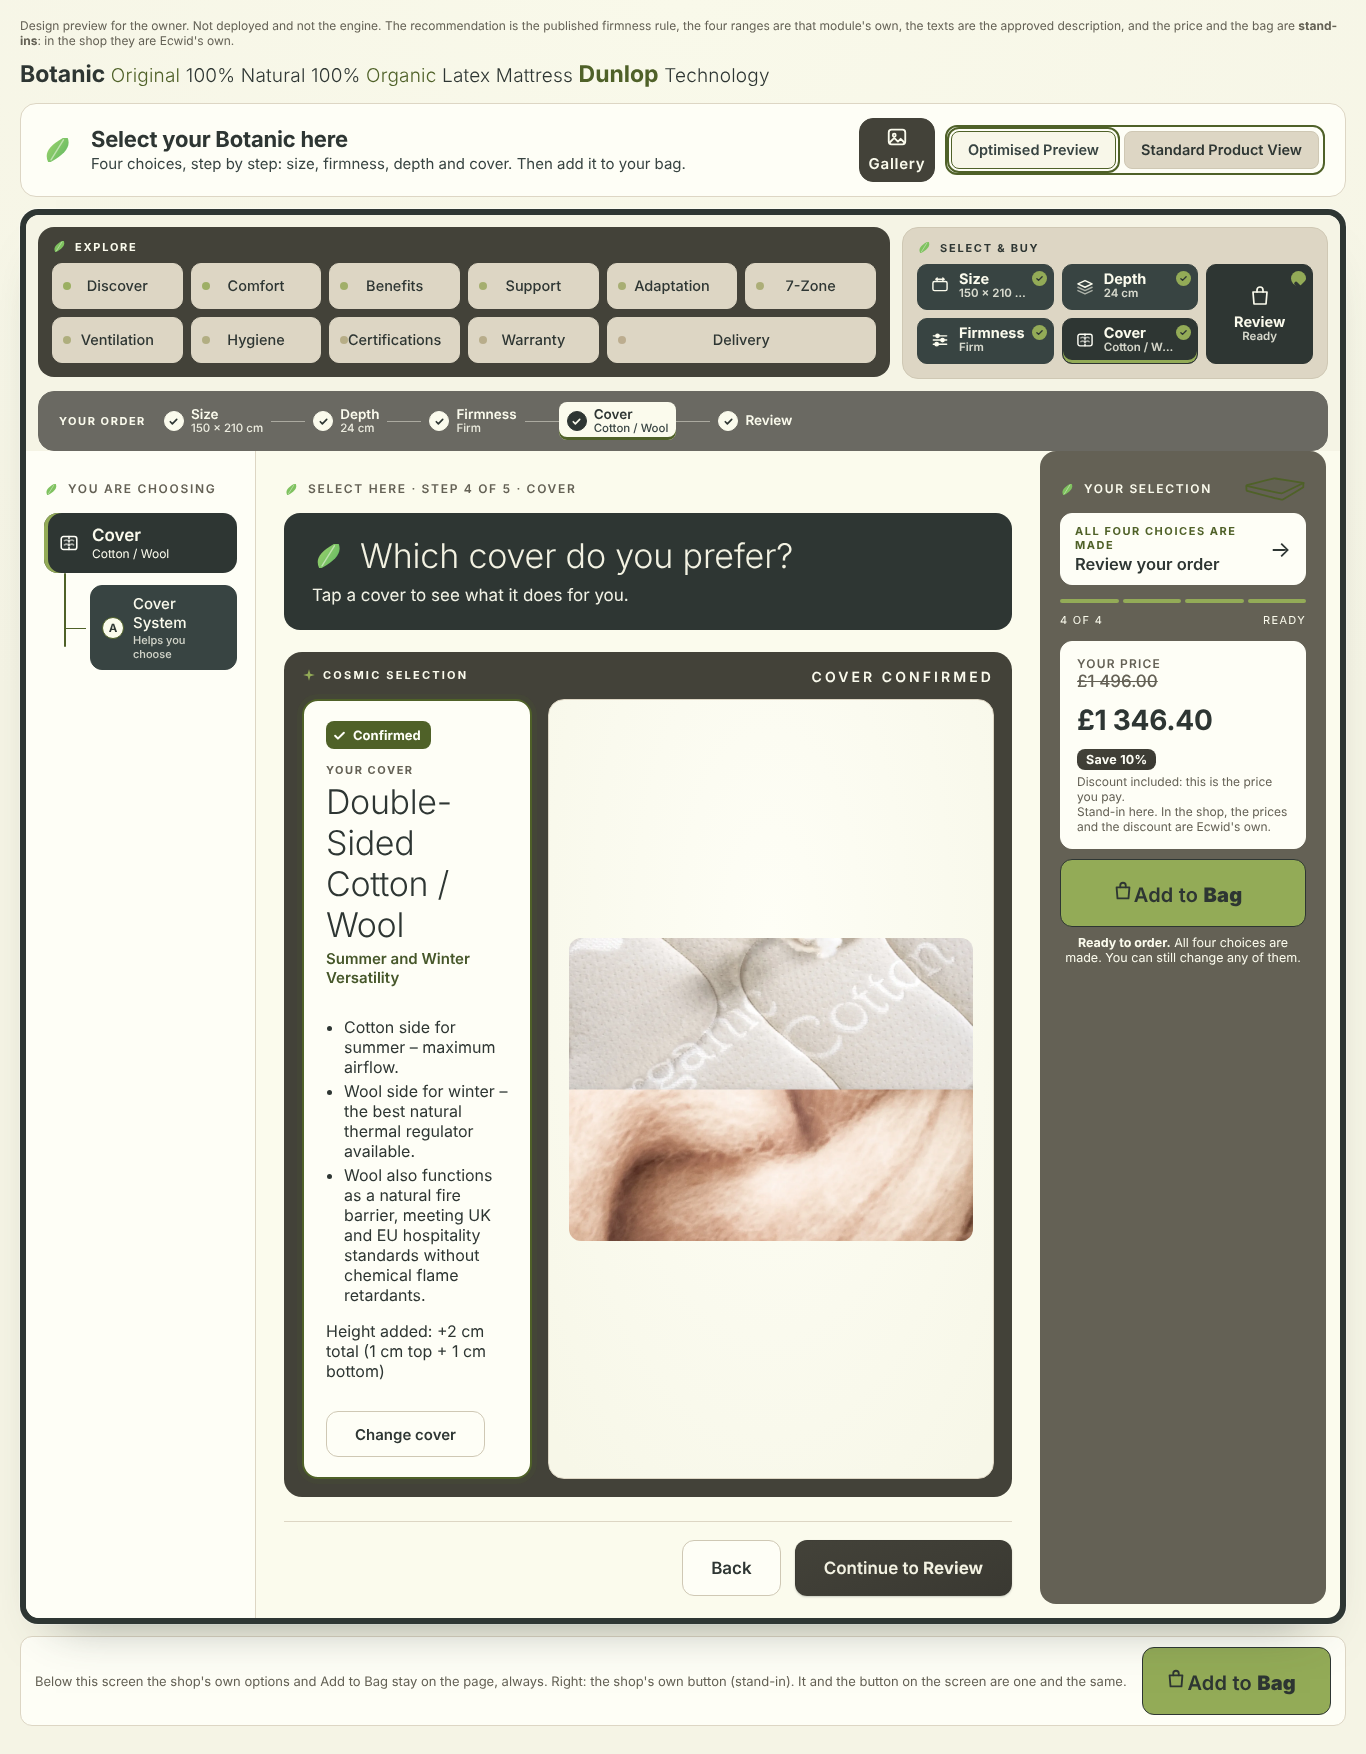 Design preview for the owner. Not deployed and not the engine. The recommendation is the published firmness rule, the four ranges are that module's own, the texts are the approved description, and the price and the bag are stand-
ins: in the shop they are Ecwid's own.
Botanic Original 100% Natural 100% Organic Latex Mattress Dunlop Technology
Select your Botanic here
Four choices, step by step: size, firmness, depth and cover. Then add it to your bag.
Gallery
Optimised Preview
Standard Product View
EXPLORE
Discover
Comfort
Benefits
Support
Adaptation
7-Zone
Ventilation
Hygiene
Certifications
Warranty
Delivery
SELECT & BUY
Size
150 × 210 ...
Depth
24 cm
Firmness
Firm
Cover
Cotton / W...
Review
Ready
YOUR ORDER
Size
150 × 210 cm
Depth
24 cm
Firmness
Firm
Cover
Cotton / Wool
Review
YOU ARE CHOOSING
Cover
Cotton / Wool
A
Cover
System
Helps you
choose
SELECT HERE · STEP 4 OF 5 · COVER
Which cover do you prefer?
Tap a cover to see what it does for you.
COSMIC SELECTION
COVER CONFIRMED
Confirmed
YOUR COVER
Double-
Sided
Cotton /
Wool
Summer and Winter
Versatility
• Cotton side for
summer – maximum
airflow.
• Wool side for winter –
the best natural
thermal regulator
available.
• Wool also functions
as a natural fire
barrier, meeting UK
and EU hospitality
standards without
chemical flame
retardants.
Height added: +2 cm
total (1 cm top + 1 cm
bottom)
Change cover
ganic Cotton
Back
Continue to Review
YOUR SELECTION
ALL FOUR CHOICES ARE
MADE
Review your order
4 OF 4
READY
YOUR PRICE
£1 496.00
£1 346.40
Save 10%
Discount included: this is the price
you pay.
Stand-in here. In the shop, the prices
and the discount are Ecwid's own.
Add to Bag
Ready to order. All four choices are
made. You can still change any of them.
Below this screen the shop's own options and Add to Bag stay on the page, always. Right: the shop's own button (stand-in). It and the button on the screen are one and the same.
Add to Bag